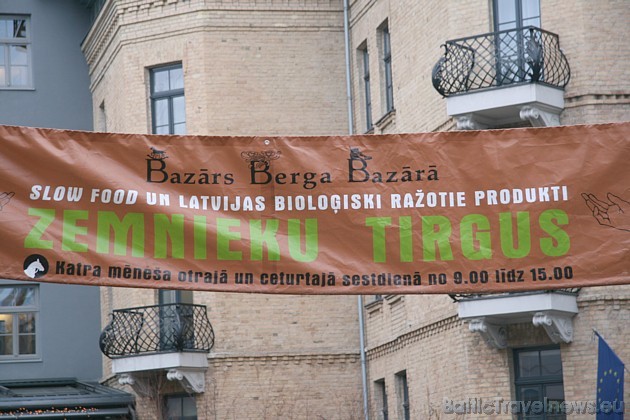 Bazārs Berga Bazārā
SLOW FOOD UN LATVIJAS BIOLOĢISKI RAŽOTIE PRODUKTI
ZEMNIEKU TIRGUS
Katra mēneša otrajā un ceturtajā sestdienā no 9.00 līdz 15.00
BalticTravelnews.eu